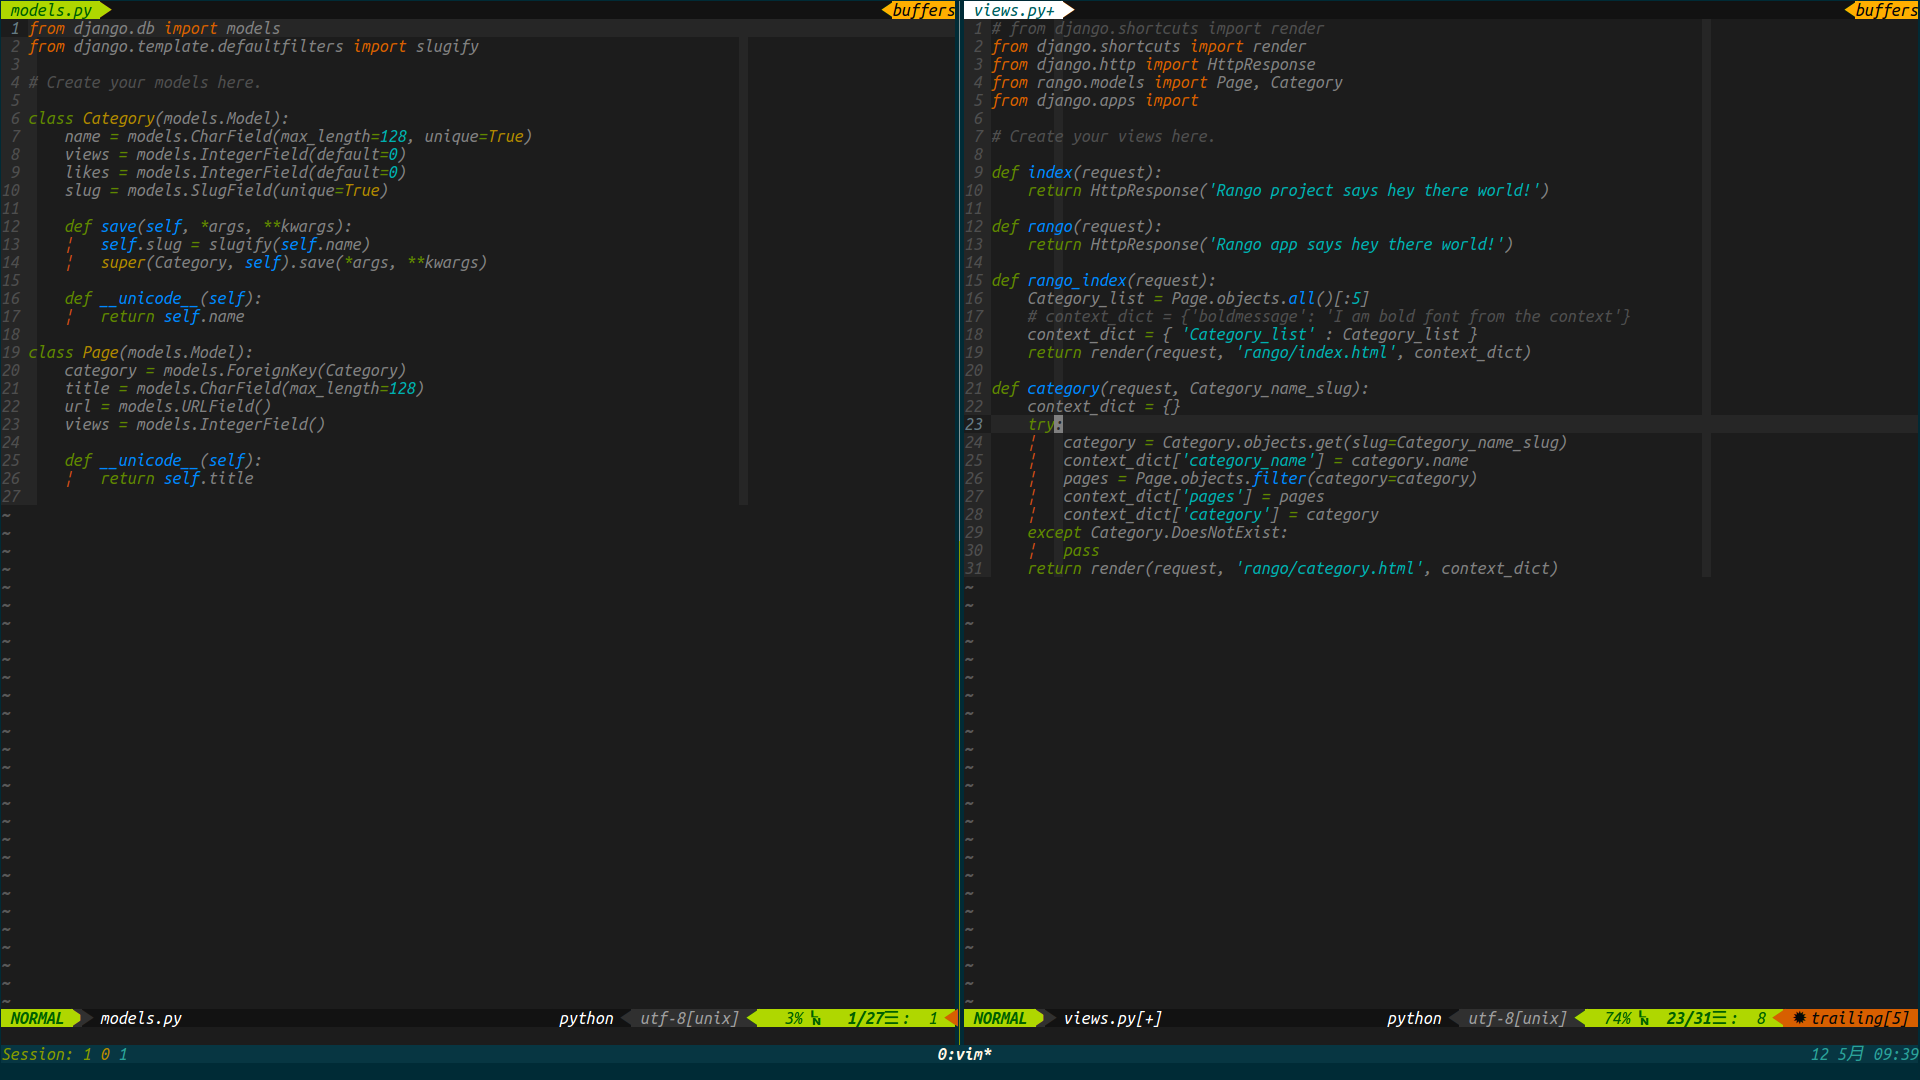 models.py buffers
1 from django.db import models
2 from django.template.defaultfilters import slugify
3
4 # Create your models here.
5
6 class Category(models.Model):
7     name = models.CharField(max_length=128, unique=True)
8     views = models.IntegerField(default=0)
9     likes = models.IntegerField(default=0)
10     slug = models.SlugField(unique=True)
11
12     def save(self, *args, **kwargs):
13     ¦   self.slug = slugify(self.name)
14     ¦   super(Category, self).save(*args, **kwargs)
15
16     def __unicode__(self):
17     ¦   return self.name
18
19 class Page(models.Model):
20     category = models.ForeignKey(Category)
21     title = models.CharField(max_length=128)
22     url = models.URLField()
23     views = models.IntegerField()
24
25     def __unicode__(self):
26     ¦   return self.title
27
NORMAL models.py python utf-8[unix] 3% LN 1/27☰ : 1
views.py+ buffers
1 # from django.shortcuts import render
2 from django.shortcuts import render
3 from django.http import HttpResponse
4 from rango.models import Page, Category
5 from django.apps import
6
7 # Create your views here.
8
9 def index(request):
10     return HttpResponse('Rango project says hey there world!')
11
12 def rango(request):
13     return HttpResponse('Rango app says hey there world!')
14
15 def rango_index(request):
16     Category_list = Page.objects.all()[:5]
17     # context_dict = {'boldmessage': 'I am bold font from the context'}
18     context_dict = { 'Category_list' : Category_list }
19     return render(request, 'rango/index.html', context_dict)
20
21 def category(request, Category_name_slug):
22     context_dict = {}
23     try:
24     ¦   category = Category.objects.get(slug=Category_name_slug)
25     ¦   context_dict['category_name'] = category.name
26     ¦   pages = Page.objects.filter(category=category)
27     ¦   context_dict['pages'] = pages
28     ¦   context_dict['category'] = category
29     except Category.DoesNotExist:
30     ¦   pass
31     return render(request, 'rango/category.html', context_dict)
NORMAL views.py[+] python utf-8[unix] 74% LN 23/31☰ : 8 ✹ trailing[5]
Session: 1 0 1 0:vim* 12 5月 09:39